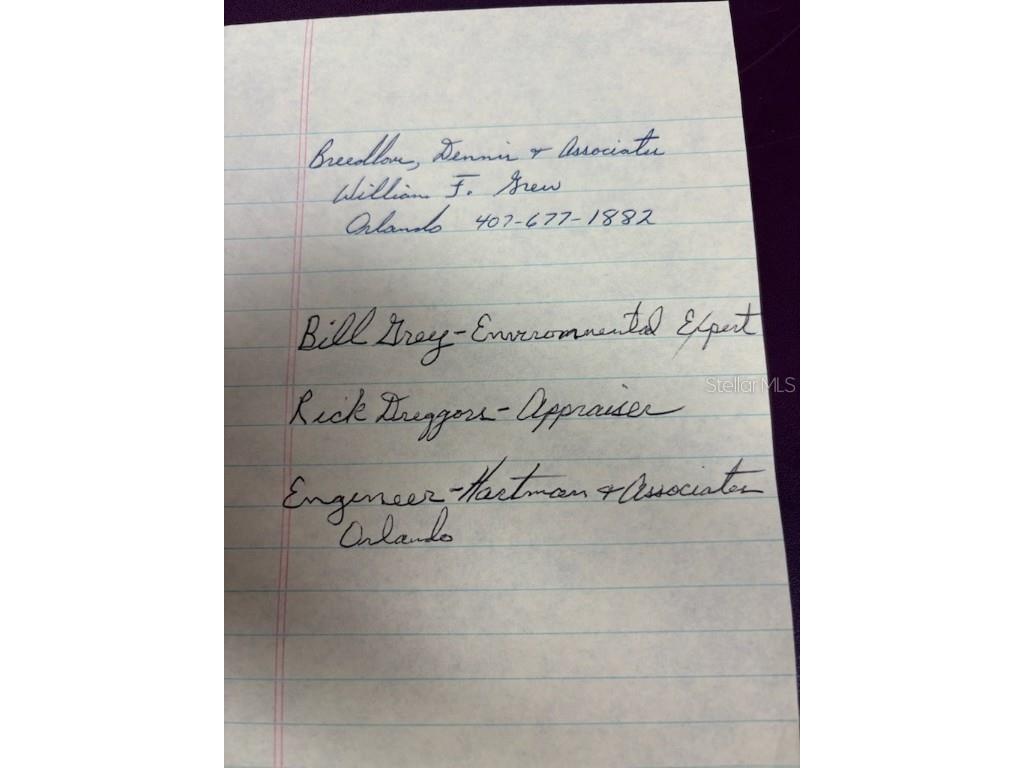 Breedlove, Dennis + Associates
William F. Grew
Orlando 407-677-1882
Bill Grey-Environmental Expert
Stellar MLS
Rick Dreggors-Appraiser
Engineer-Hartman + Associates
Orlando